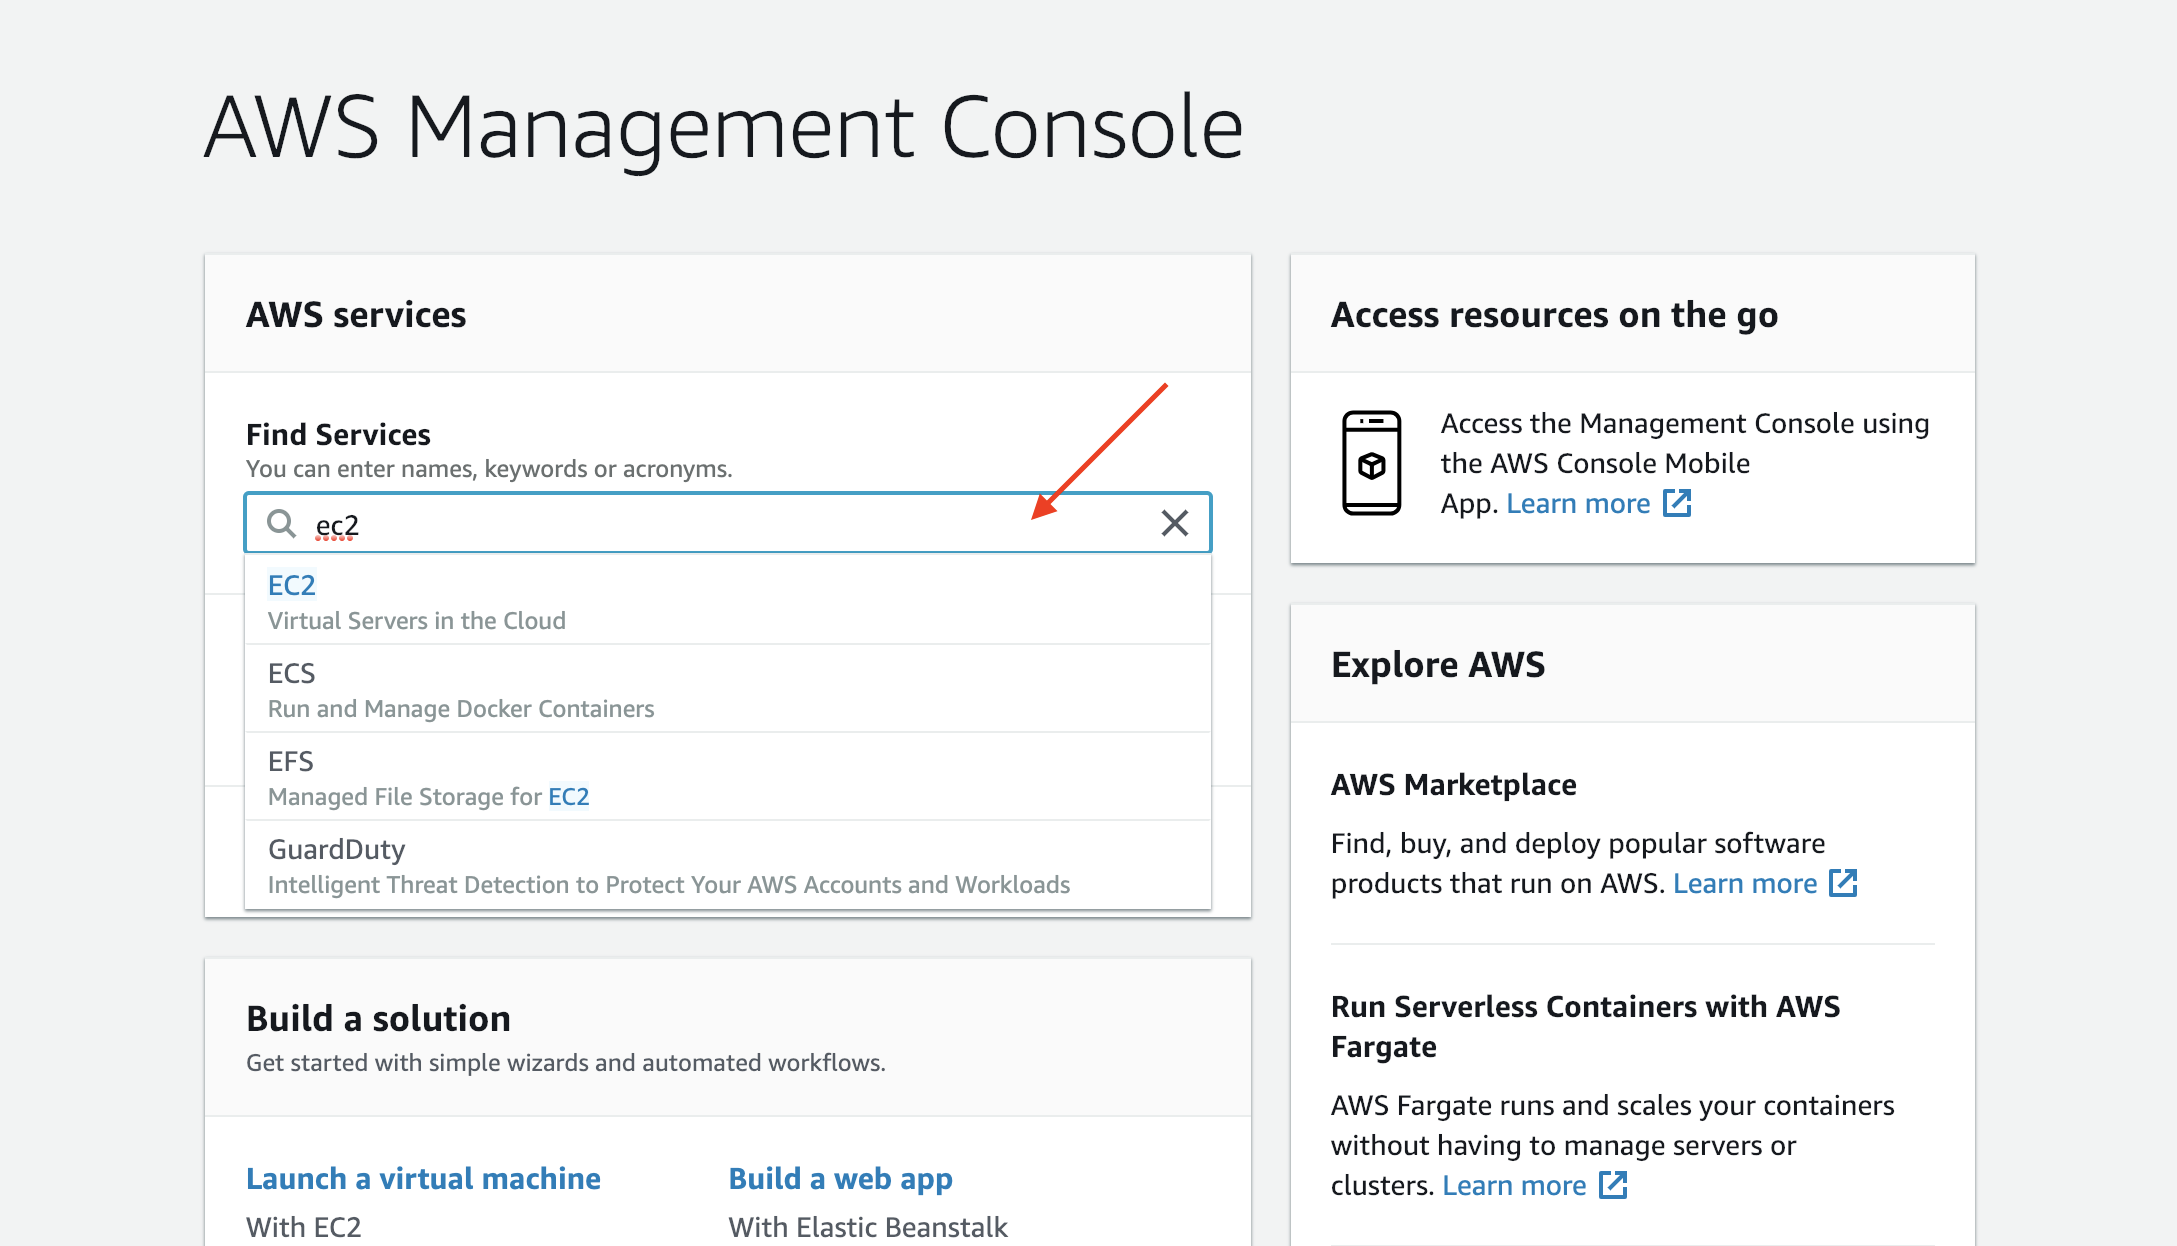 AWS Management Console
AWS services
Find Services
You can enter names, keywords or acronyms.
ec2
EC2
Virtual Servers in the Cloud
ECS
Run and Manage Docker Containers
EFS
Managed File Storage for EC2
GuardDuty
Intelligent Threat Detection to Protect Your AWS Accounts and Workloads
Build a solution
Get started with simple wizards and automated workflows.
Launch a virtual machine
With EC2
Build a web app
With Elastic Beanstalk
Access resources on the go
Access the Management Console using
the AWS Console Mobile
App. Learn more
Explore AWS
AWS Marketplace
Find, buy, and deploy popular software
products that run on AWS. Learn more
Run Serverless Containers with AWS
Fargate
AWS Fargate runs and scales your containers
without having to manage servers or
clusters. Learn more